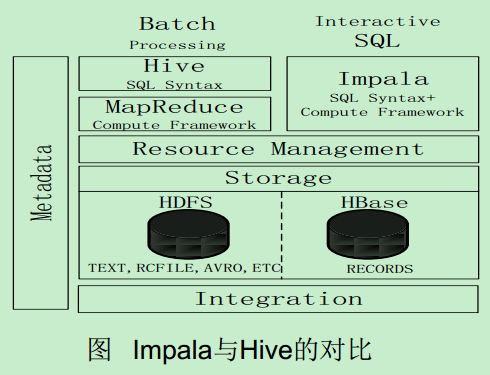 Batch
Processing
Interactive
SQL
Hive
SQL Syntax
MapReduce
Compute Framework
Impala
SQL Syntax+
Compute Framework
Metadata
Resource Management
Storage
HDFS
HBase
TEXT, RCFILE, AVRO, ETC
RECORDS
Integration
图 Impala与Hive的对比